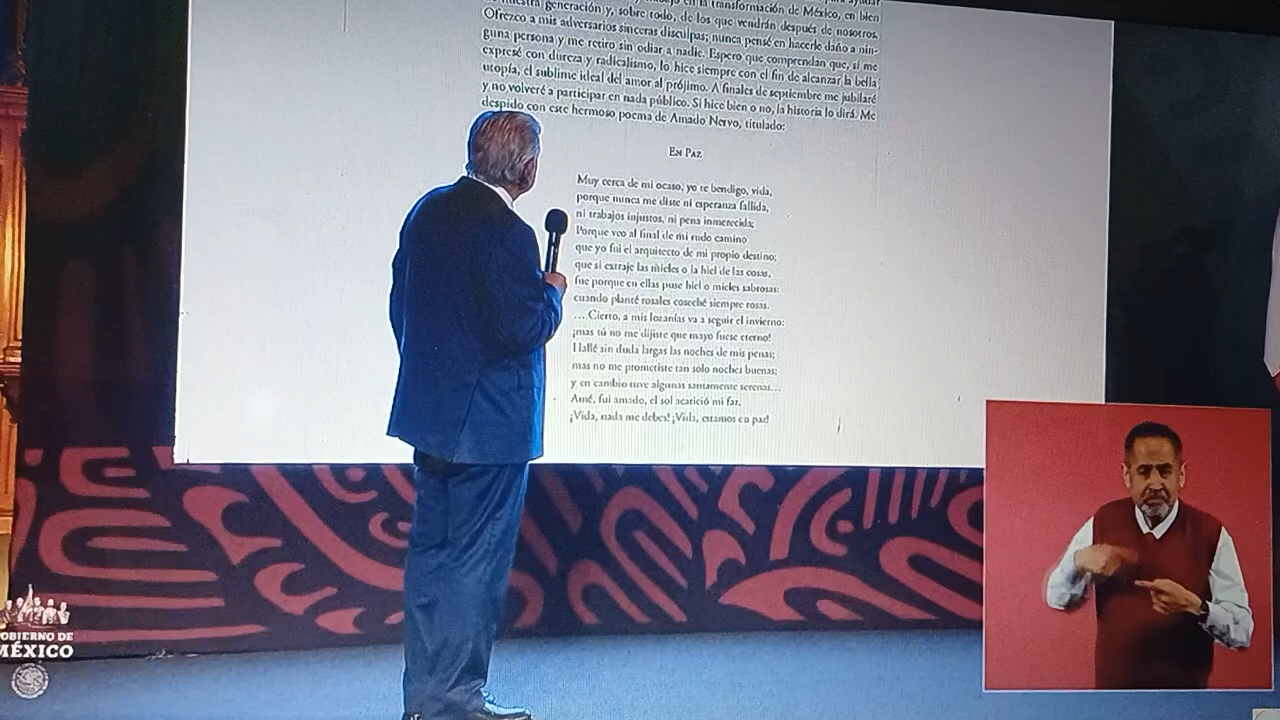 la transformación de México, en bien
nuestra generación y, sobre todo, de los que vendrán después de nosotros.
Ofrezco a mis adversarios sinceras disculpas; nunca pensé en hacerle daño a nin-
guna persona y me retiro sin odiar a nadie. Espero que comprendan que, si me
expresé con dureza y radicalismo, lo hice siempre con el fin de alcanzar la bella
utopía, el sublime ideal del amor al prójimo. A finales de septiembre me jubilaré
y no volveré a participar en nada público. Si hice bien o no, la historia lo dirá. Me
despido con este hermoso poema de Amado Nervo, titulado:
En Paz
Muy cerca de mi ocaso, yo te bendigo, vida,
porque nunca me diste ni esperanza fallida,
ni trabajos injustos, ni pena inmerecida;
Porque veo al final de mi rudo camino
que yo fui el arquitecto de mi propio destino;
que si extraje las mieles o la hiel de las cosas,
fue porque en ellas puse hiel o mieles sabrosas:
cuando planté rosales coseché siempre rosas.
... Cierto, a mis lozanías va a seguir el invierno:
¡mas tú no me dijiste que mayo fuese eterno!
Hallé sin duda largas las noches de mis penas;
mas no me prometiste tan solo noches buenas;
y en cambio tuve algunas santamente serenas...
Amé, fui amado, el sol acarició mi faz.
¡Vida, nada me debes! ¡Vida, estamos en paz!
OBIERNO DE
MÉXICO